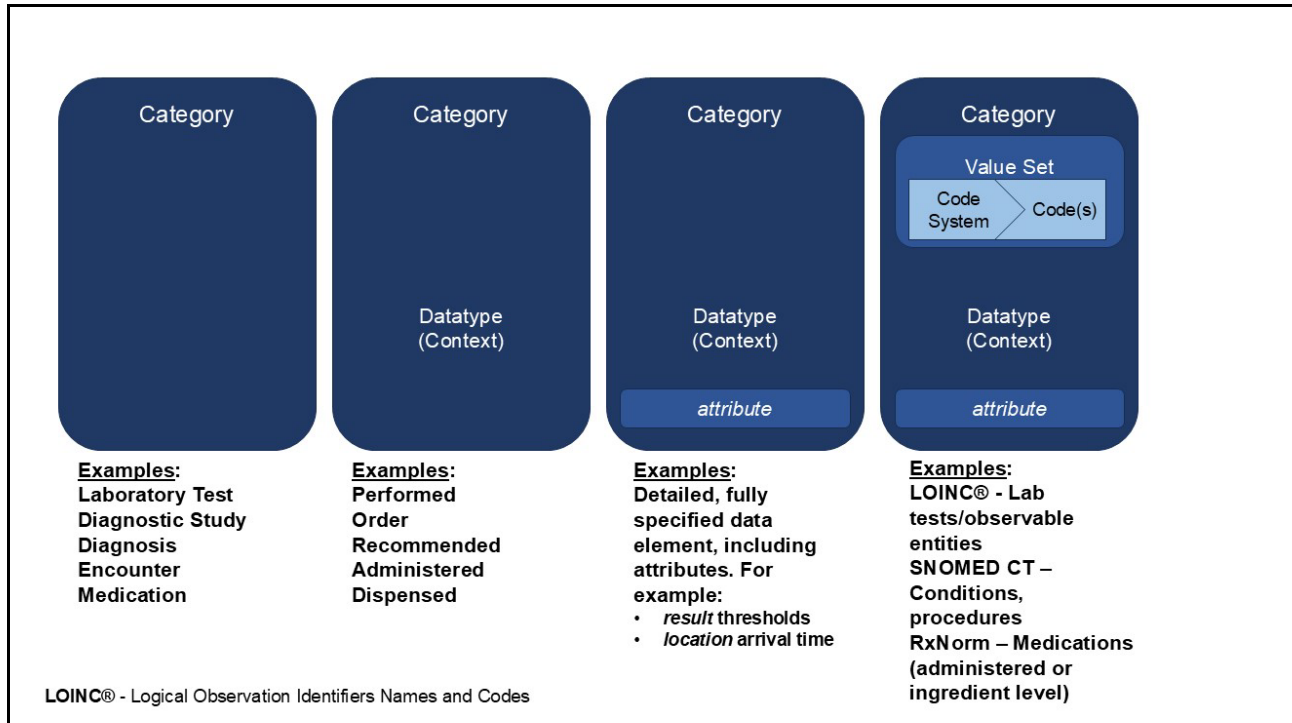 Category
Examples:
Laboratory Test
Diagnostic Study
Diagnosis
Encounter
Medication
Category
Datatype
(Context)
Examples:
Performed
Order
Recommended
Administered
Dispensed
Category
Datatype
(Context)
attribute
Examples:
Detailed, fully
specified data
element, including
attributes. For
example:
• result thresholds
• location arrival time
Category
Value Set
Code
System
Code(s)
Datatype
(Context)
attribute
Examples:
LOINC® - Lab
tests/observable
entities
SNOMED CT –
Conditions,
procedures
RxNorm – Medications
(administered or
ingredient level)
LOINC® - Logical Observation Identifiers Names and Codes